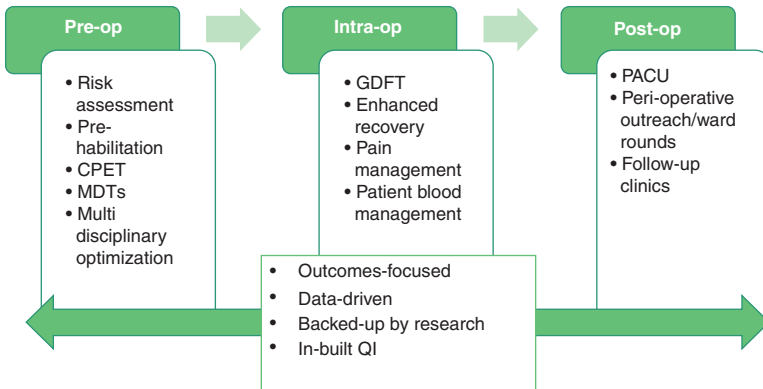 Pre-op
• Risk
assessment
• Pre-
habilitation
• CPET
• MDTs
• Multi
disciplinary
optimization
Intra-op
• GDFT
• Enhanced
recovery
• Pain
management
• Patient blood
management
Post-op
• PACU
• Peri-operative
outreach/ward
rounds
• Follow-up
clinics
• Outcomes-focused
• Data-driven
• Backed-up by research
• In-built QI